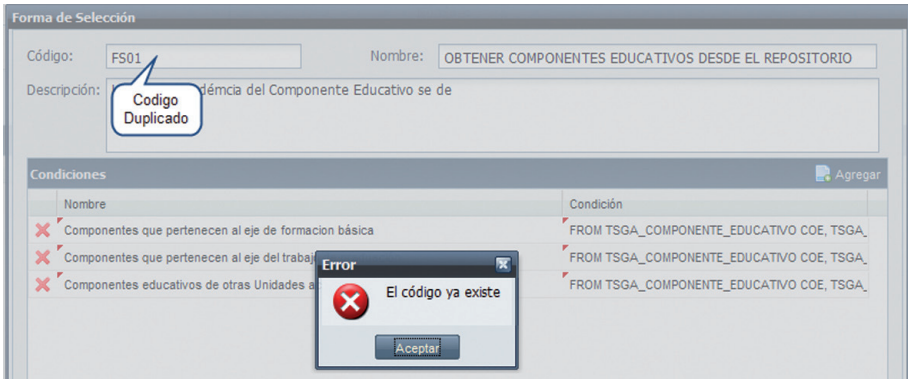 Forma de Selección
Código: FS01 Nombre: OBTENER COMPONENTES EDUCATIVOS DESDE EL REPOSITORIO
Descripción: démcia del Componente Educativo se de
Codigo
Duplicado
Condiciones Agregar
Nombre Condición
Componentes que pertenecen al eje de formacion básica FROM TSGA_COMPONENTE_EDUCATIVO COE, TSGA_
Componentes que pertenecen al eje del trabaj FROM TSGA_COMPONENTE_EDUCATIVO COE, TSGA_
Componentes educativos de otras Unidades a FROM TSGA_COMPONENTE_EDUCATIVO COE, TSGA_
Error
El código ya existe
Aceptar